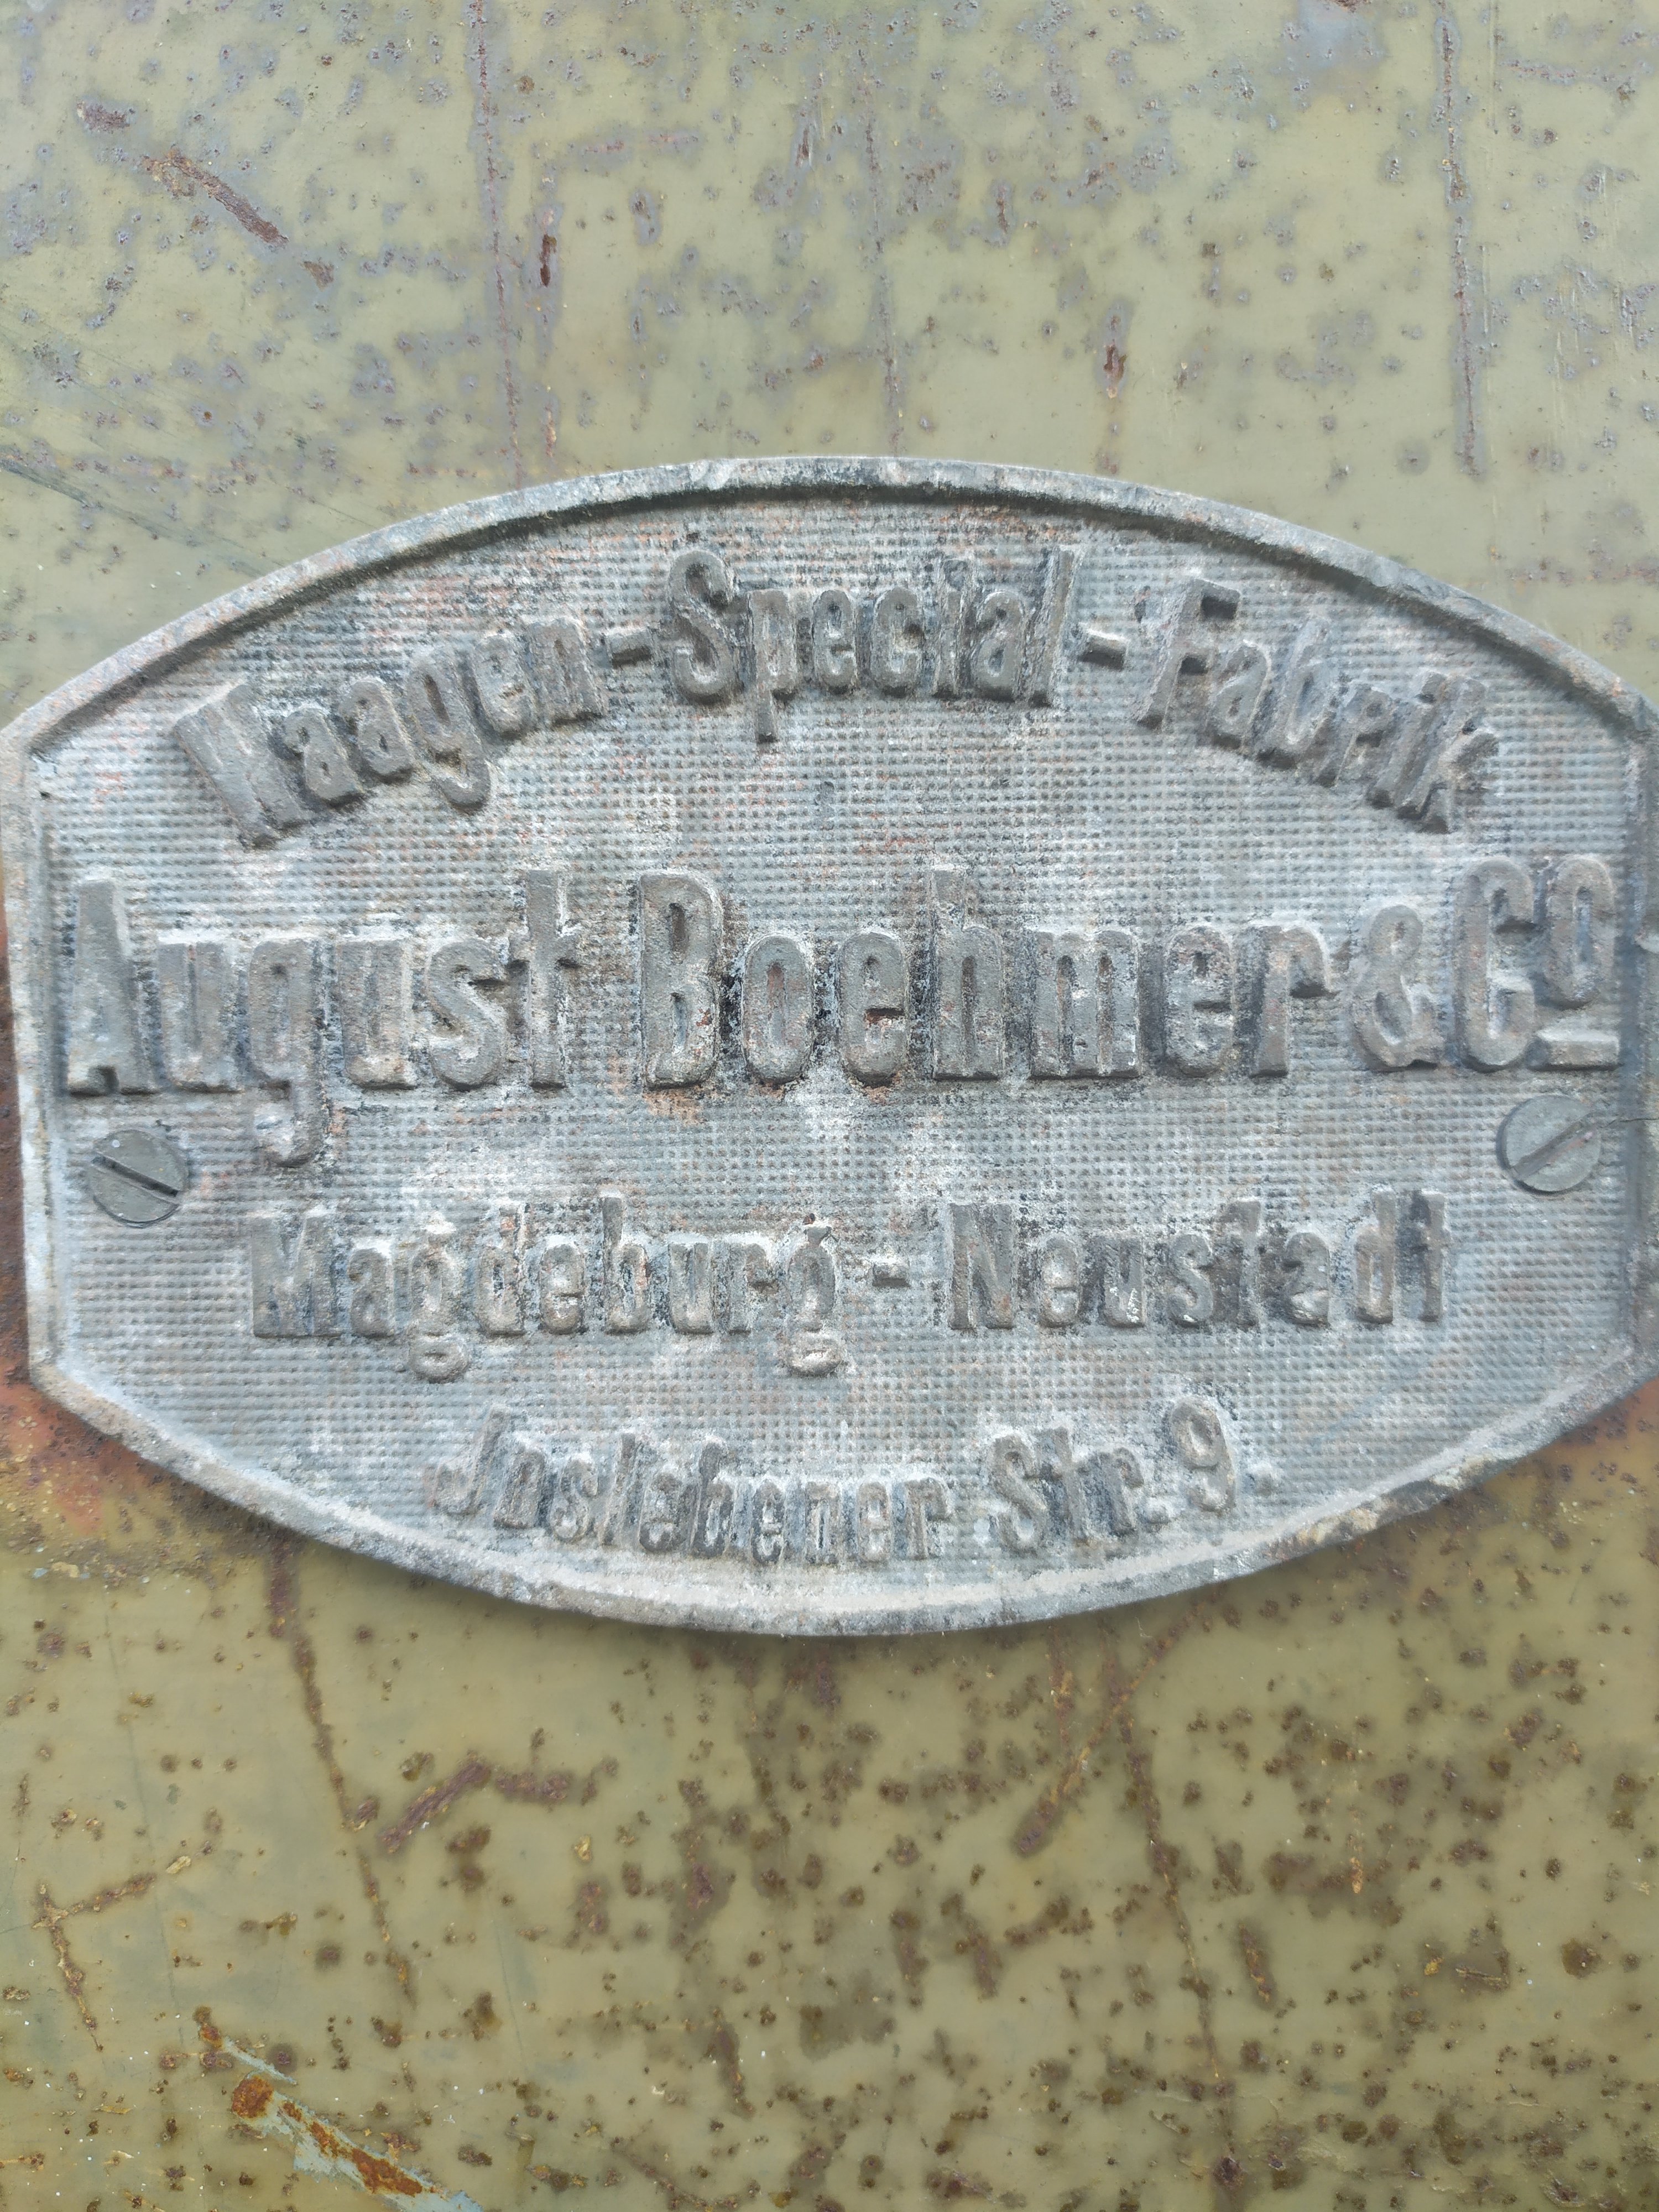 Waagen-Special-Fabrik
August Boehmer & Co
Magdeburg-Neustadt
Inslebener Str. 9.